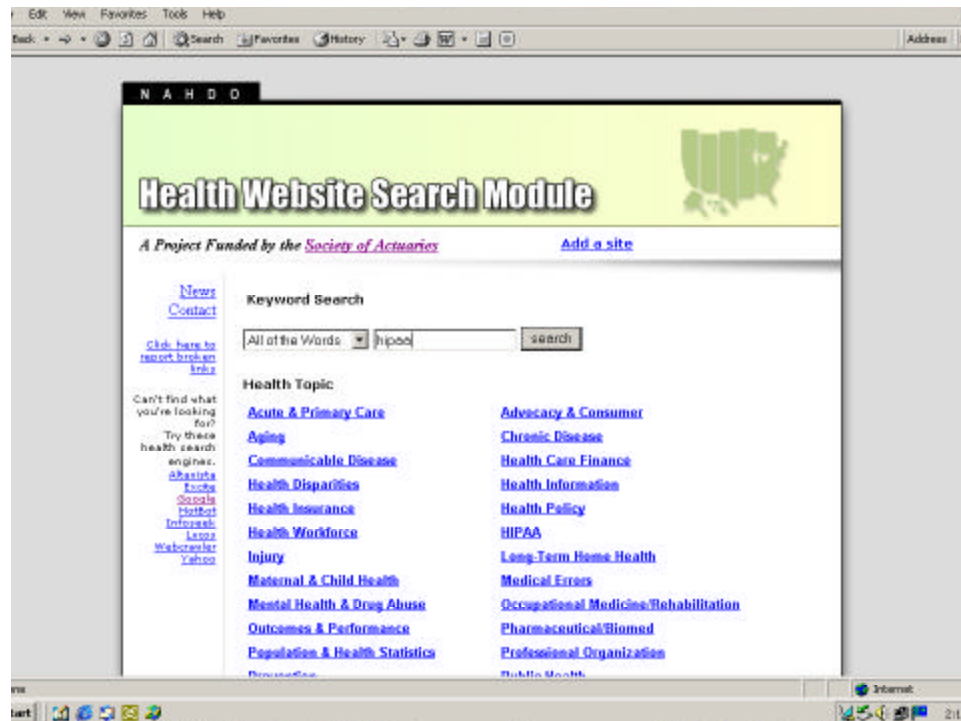 Edit View Favorites Tools Help
Back Search Favorites History Address
N A H D O
Health Website Search Module
A Project Funded by the Society of Actuaries Add a site
News
Contact
Click here to
report broken
links
Can't find what
you're looking
for?
Try these
health search
engines.
Altavista
Excite
Google
HotBot
Infoseek
Lycos
Webcrawler
Yahoo
Keyword Search
All of the Words hipaa search
Health Topic
Acute & Primary Care Advocacy & Consumer
Aging Chronic Disease
Communicable Disease Health Care Finance
Health Disparities Health Information
Health Insurance Health Policy
Health Workforce HIPAA
Injury Long-Term Home Health
Maternal & Child Health Medical Errors
Mental Health & Drug Abuse Occupational Medicine/Rehabilitation
Outcomes & Performance Pharmaceutical/Biomed
Population & Health Statistics Professional Organization
Prevention Public Health
Internet
tart